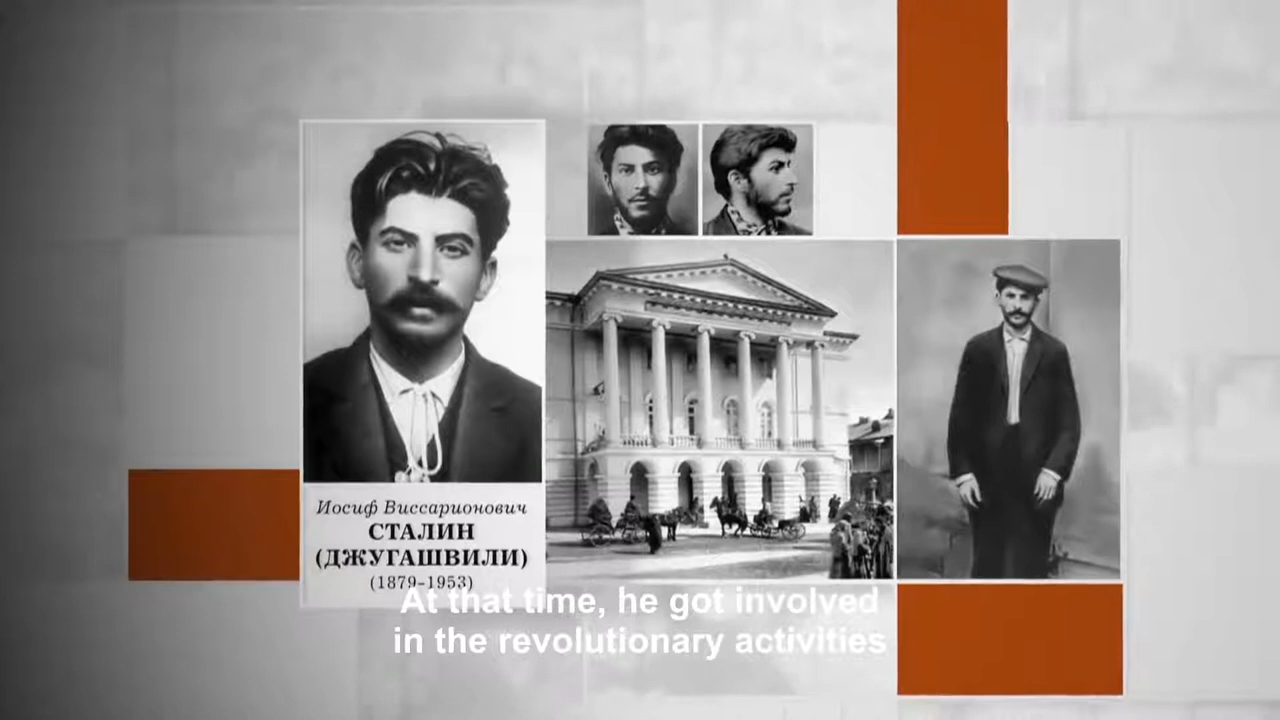 Иосиф Виссарионович
СТАЛИН
(ДЖУГАШВИЛИ)
(1879–1953)
At that time, he got involved
in the revolutionary activities